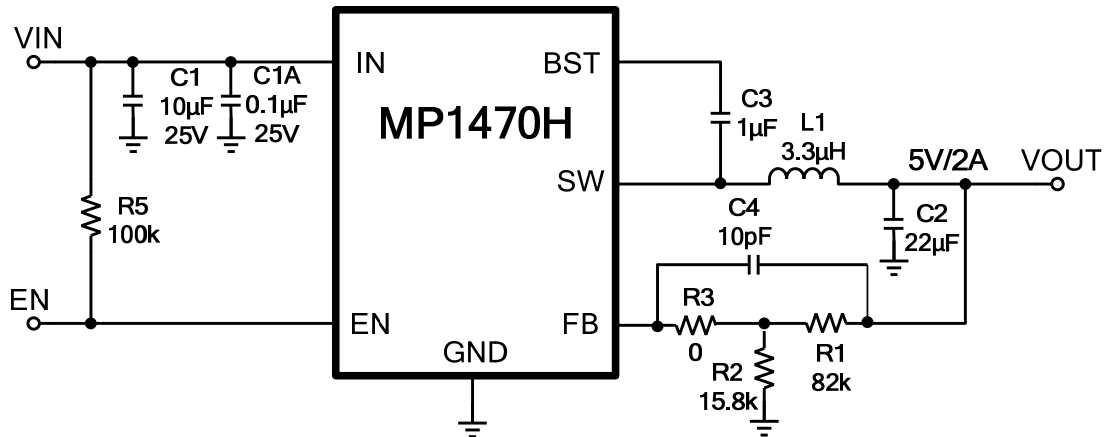 VIN
C1
10µF
25V
C1A
0.1µF
25V
IN
BST
MP1470H
C3
1µF
L1
3.3µH
5V/2A
VOUT
SW
R5
100k
C4
10pF
C2
22µF
EN
EN
FB
GND
R3
0
R2
15.8k
R1
82k